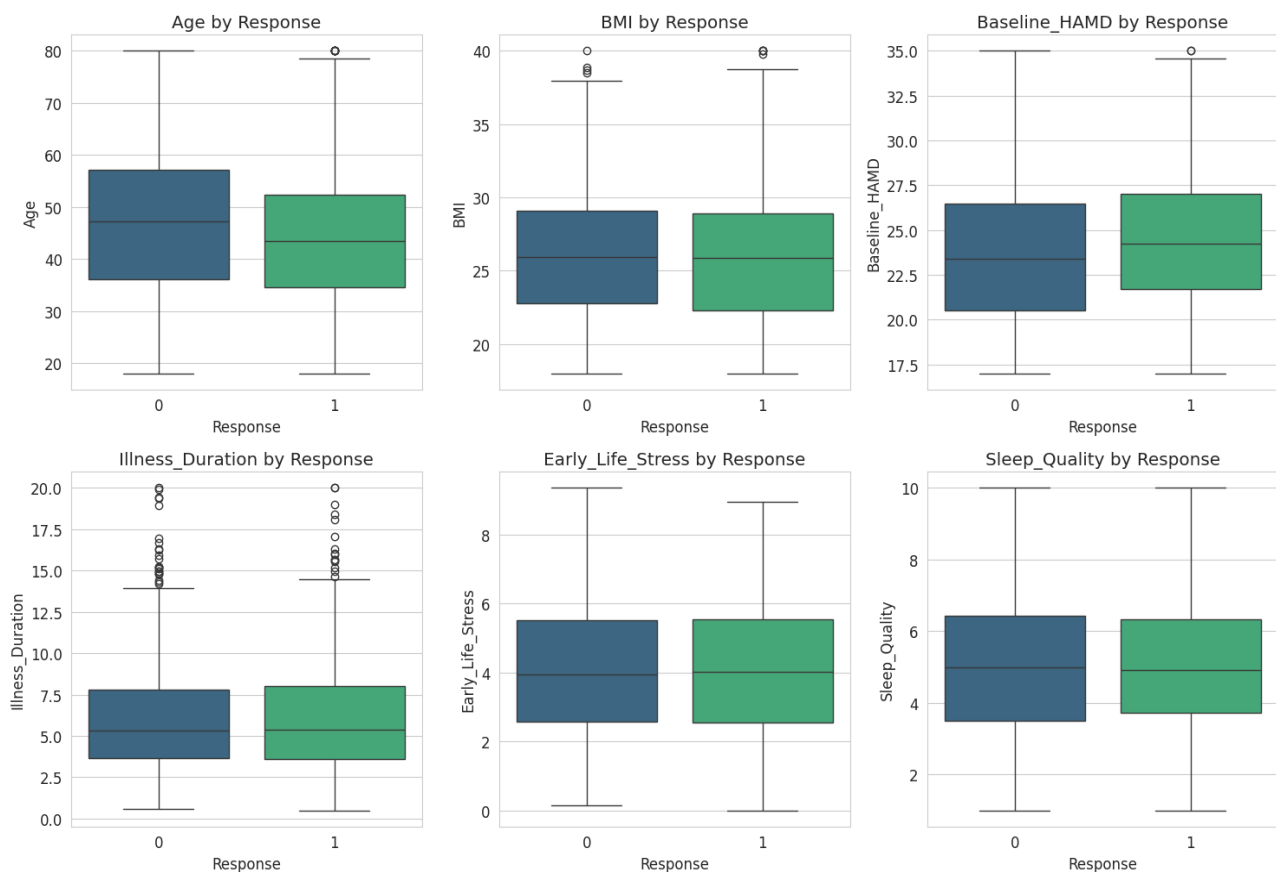 Age by Response
80
70
60
50
40
30
20
Age
0 1
Response
BMI by Response
40
35
30
25
20
BMI
0 1
Response
Baseline_HAMD by Response
35.0
32.5
30.0
27.5
25.0
22.5
20.0
17.5
Baseline_HAMD
0 1
Response
Illness_Duration by Response
20.0
17.5
15.0
12.5
10.0
7.5
5.0
2.5
0.0
Illness_Duration
0 1
Response
Early_Life_Stress by Response
8
6
4
2
0
Early_Life_Stress
0 1
Response
Sleep_Quality by Response
10
8
6
4
2
Sleep_Quality
0 1
Response